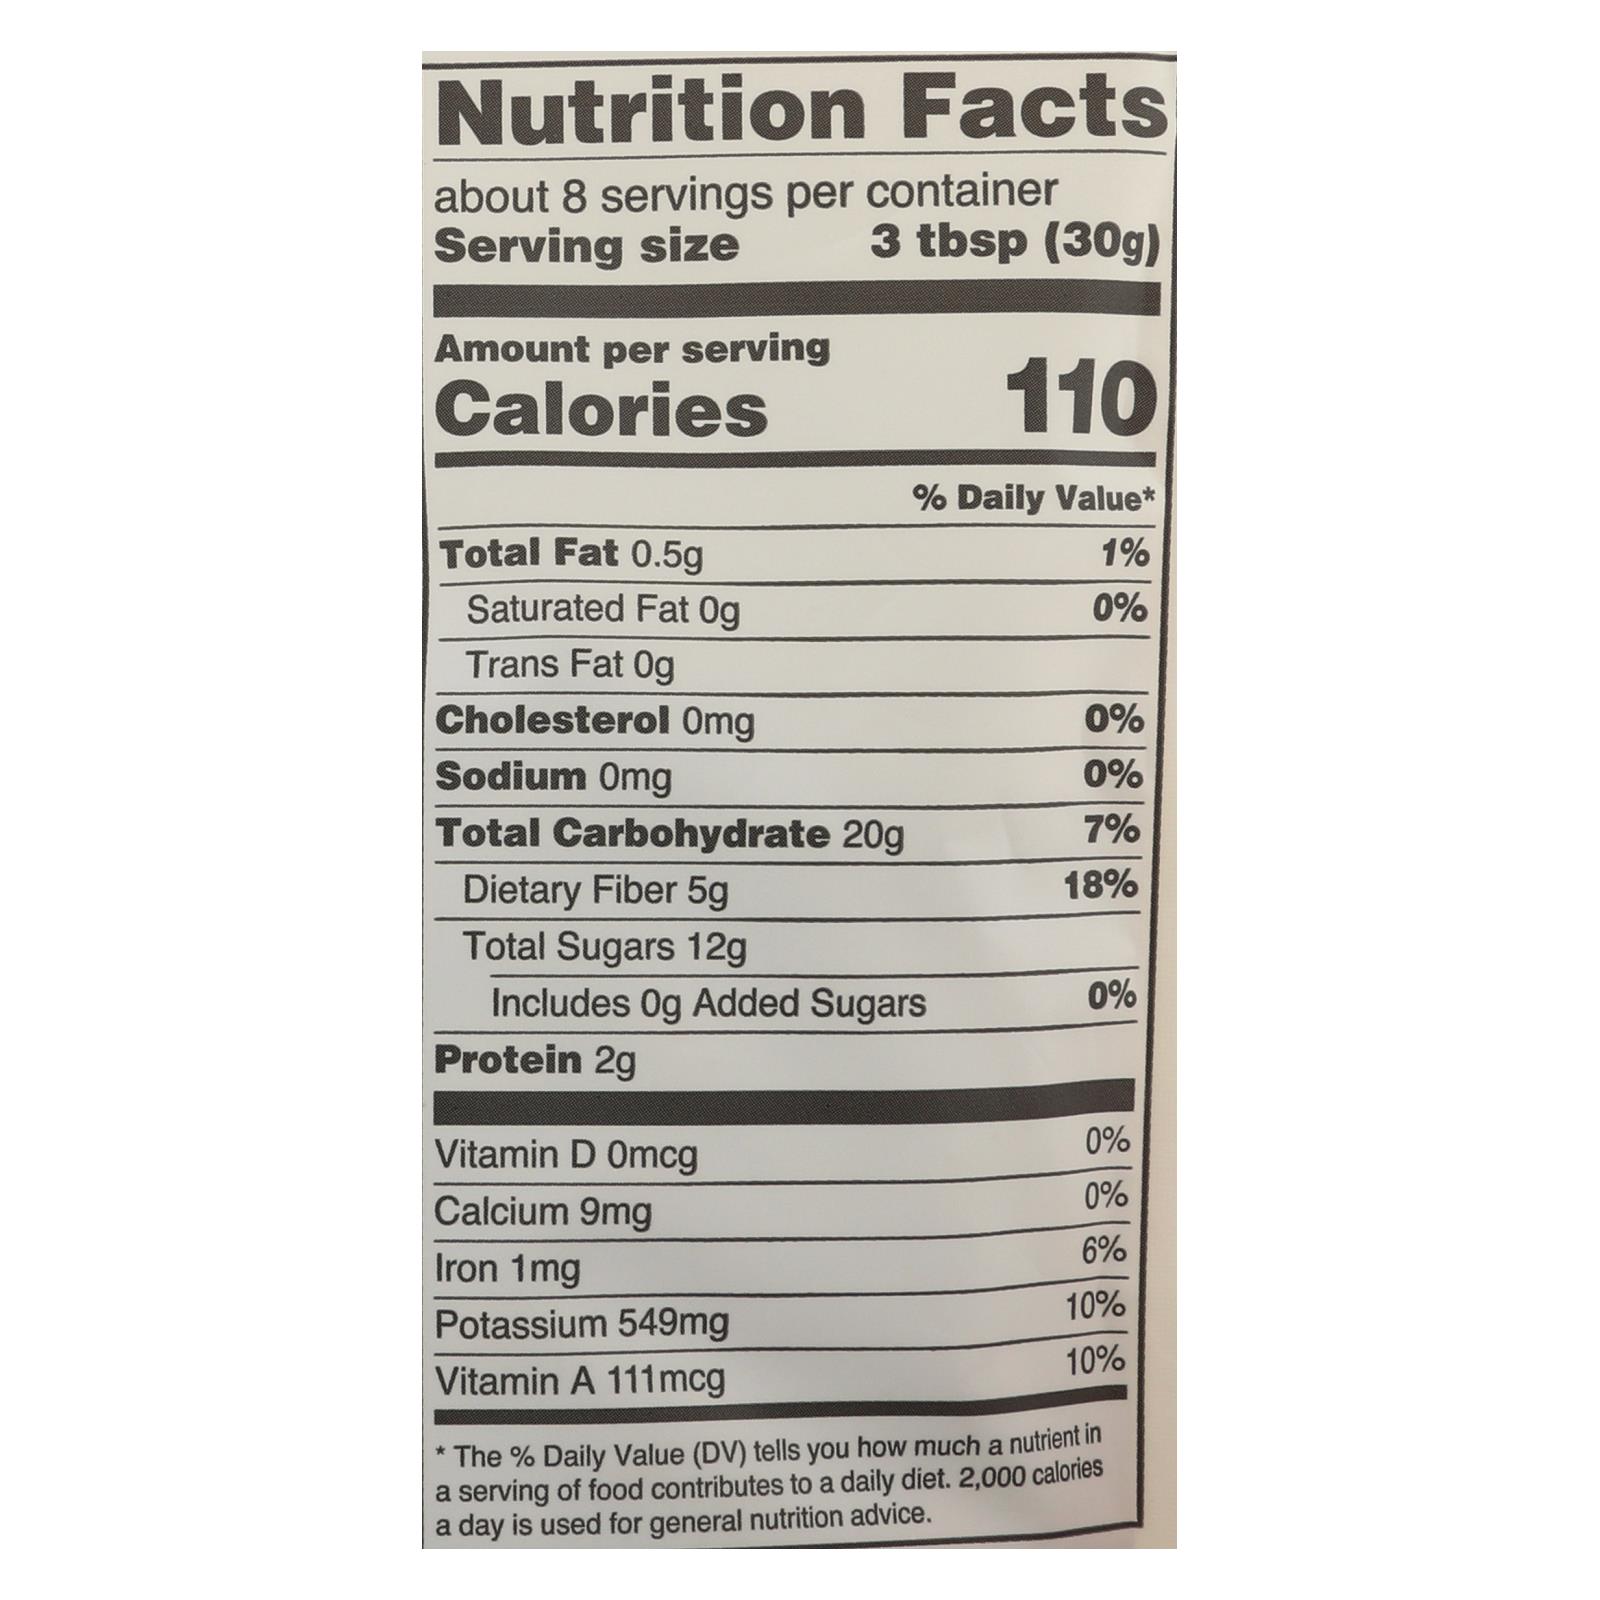 Nutrition Facts
about 8 servings per container
Serving size 3 tbsp (30g)
Amount per serving
Calories 110
% Daily Value*
Total Fat 0.5g 1%
Saturated Fat 0g 0%
Trans Fat 0g
Cholesterol 0mg 0%
Sodium 0mg 0%
Total Carbohydrate 20g 7%
Dietary Fiber 5g 18%
Total Sugars 12g
Includes 0g Added Sugars 0%
Protein 2g
Vitamin D 0mcg 0%
Calcium 9mg 0%
Iron 1mg 6%
Potassium 549mg 10%
Vitamin A 111mcg 10%
* The % Daily Value (DV) tells you how much a nutrient in
a serving of food contributes to a daily diet. 2,000 calories
a day is used for general nutrition advice.